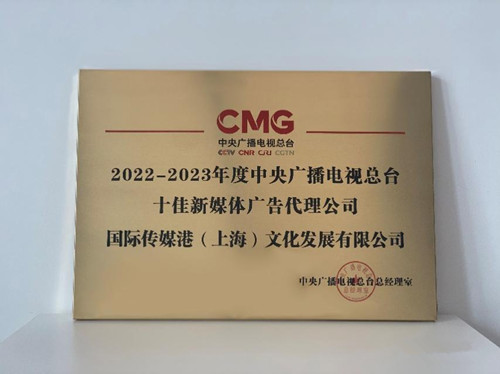 CMG
中央广播电视总台
CCTV CNR CRI CGTN
2022-2023年度中央广播电视总台
十佳新媒体广告代理公司
国际传媒港（上海）文化发展有限公司
中央广播电视总台总经理室